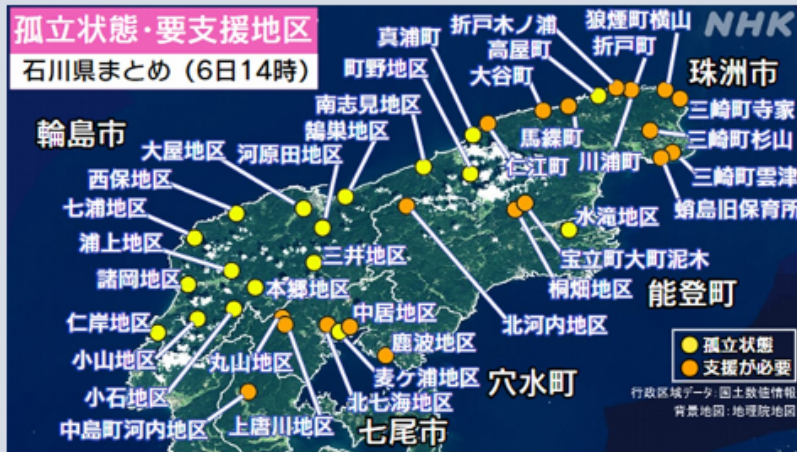 孤立状態・要支援地区
石川県まとめ（6日14時）
NHK
輪島市
珠洲市
能登町
穴水町
七尾市
狼煙町横山
折戸木ノ浦
折戸町
高屋町
真浦町
大谷町
町野地区
南志見地区
鵠巣地区
大屋地区
河原田地区
西保地区
七浦地区
浦上地区
諸岡地区
仁岸地区
小山地区
小石地区
中島町河内地区
丸山地区
上唐川地区
本郷地区
三井地区
中居地区
鹿波地区
麦ケ浦地区
北七海地区
北河内地区
桐畑地区
宝立町大町泥木
水滝地区
仁江町
馬緤町
川浦町
三崎町寺家
三崎町杉山
三崎町雲津
蛸島旧保育所
孤立状態
支援が必要
行政区域データ：国土数値情報
背景地図：地理院地図